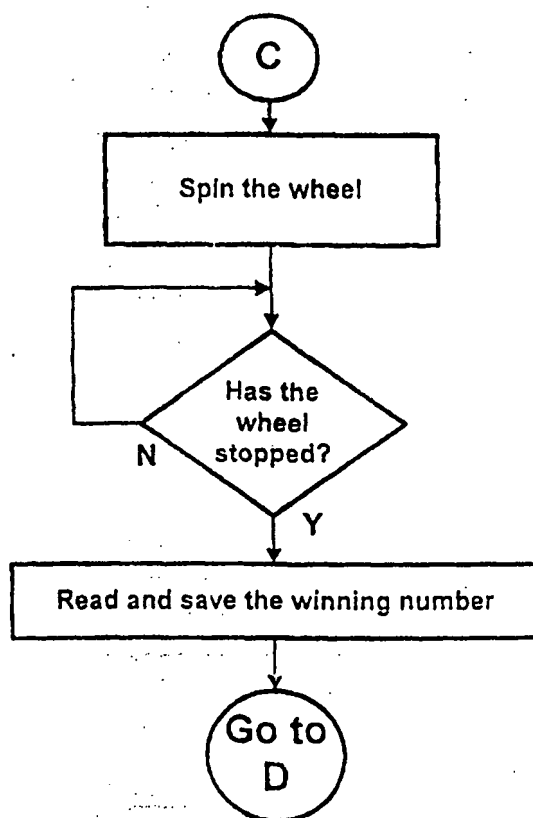 C
Spin the wheel
Has the
wheel
stopped?
N
Y
Read and save the winning number
Go to
D